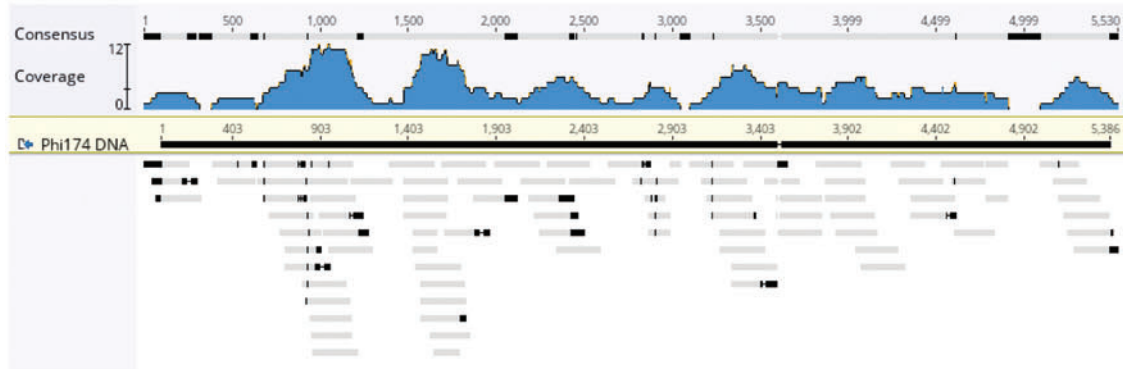 1 500 1,000 1,500 2,000 2,500 3,000 3,500 3,999 4,499 4,999 5,530
Consensus
12
Coverage
0
1 403 903 1,403 1,903 2,403 2,903 3,403 3,902 4,402 4,902 5,386
Phi174 DNA